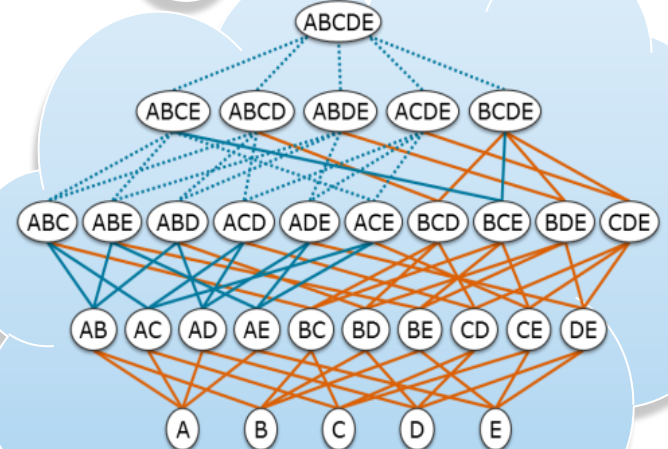 ABCDE
ABCE ABCD ABDE ACDE BCDE
ABC ABE ABD ACD ADE ACE BCD BCE BDE CDE
AB AC AD AE BC BD BE CD CE DE
A B C D E